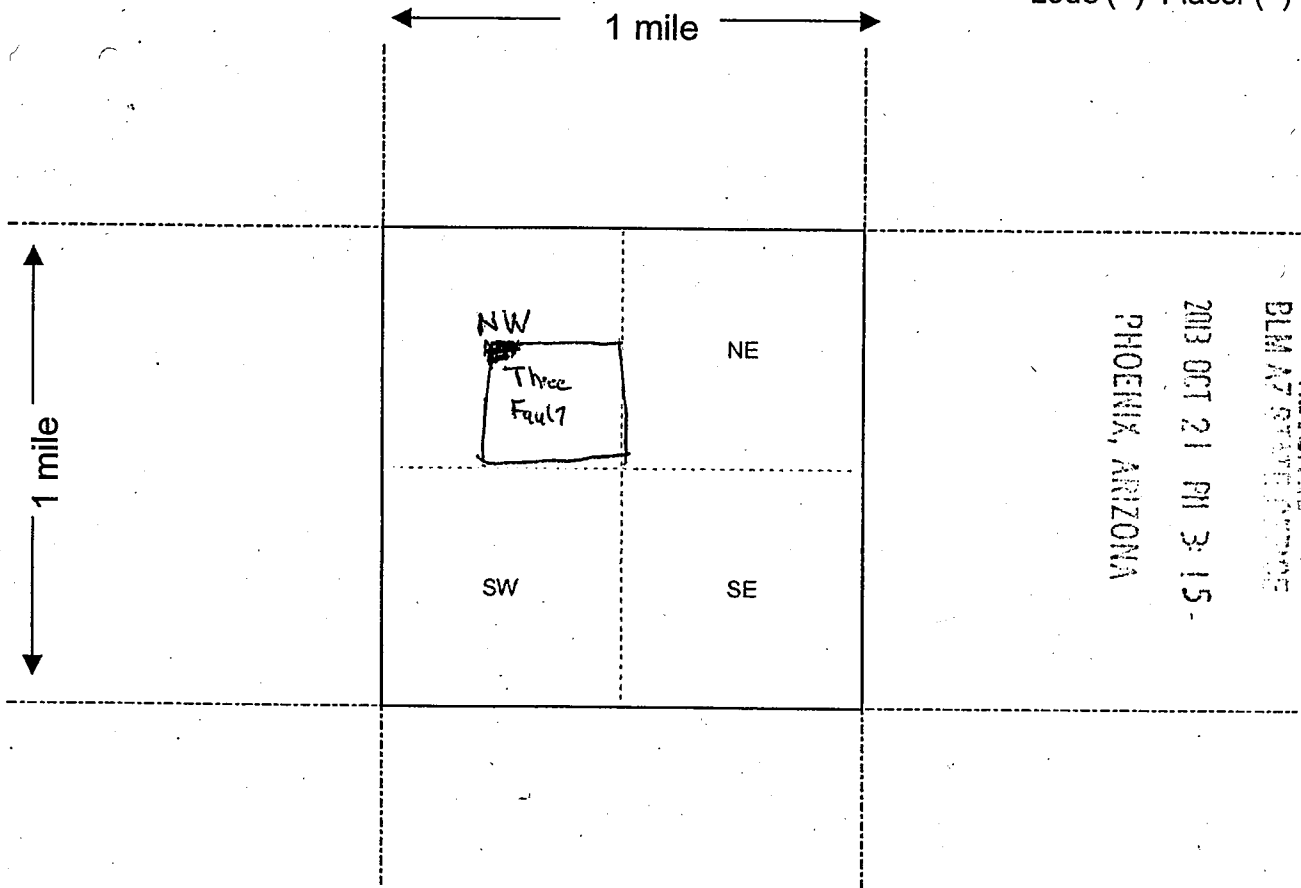 1 mile
1 mile
NW
Three
Fault
NE
SW
SE
BLM AZ STATE OFFICE
2013 OCT 21 PM 3:15
PHOENIX, ARIZONA